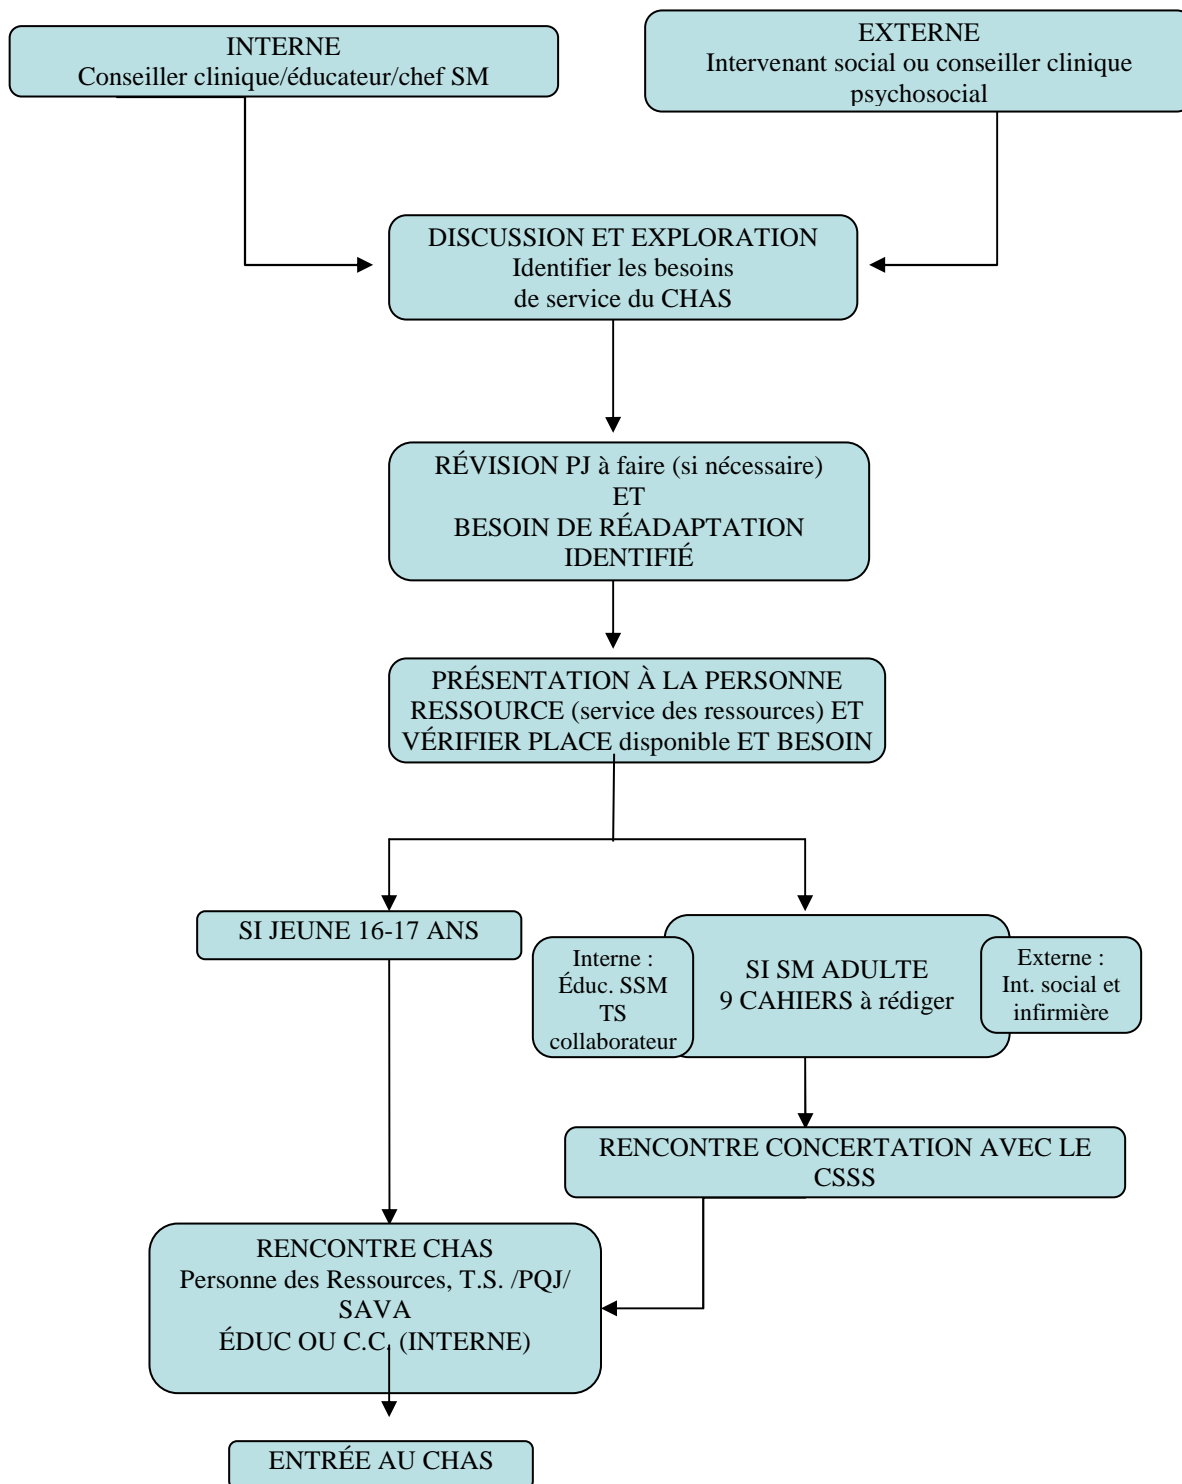 INTERNE
Conseiller clinique/éducateur/chef SM
EXTERNE
Intervenant social ou conseiller clinique
psychosocial
DISCUSSION ET EXPLORATION
Identifier les besoins
de service du CHAS
RÉVISION PJ à faire (si nécessaire)
ET
BESOIN DE RÉADAPTATION
IDENTIFIÉ
PRÉSENTATION À LA PERSONNE
RESSOURCE (service des ressources) ET
VÉRIFIER PLACE disponible ET BESOIN
SI JEUNE 16-17 ANS
Interne :
Éduc. SSM
TS
collaborateur
SI SM ADULTE
9 CAHIERS à rédiger
Externe :
Int. social et
infirmière
RENCONTRE CONCERTATION AVEC LE
CSSS
RENCONTRE CHAS
Personne des Ressources, T.S. /PQJ/
SAVA
ÉDUC OU C.C. (INTERNE)
ENTRÉE AU CHAS